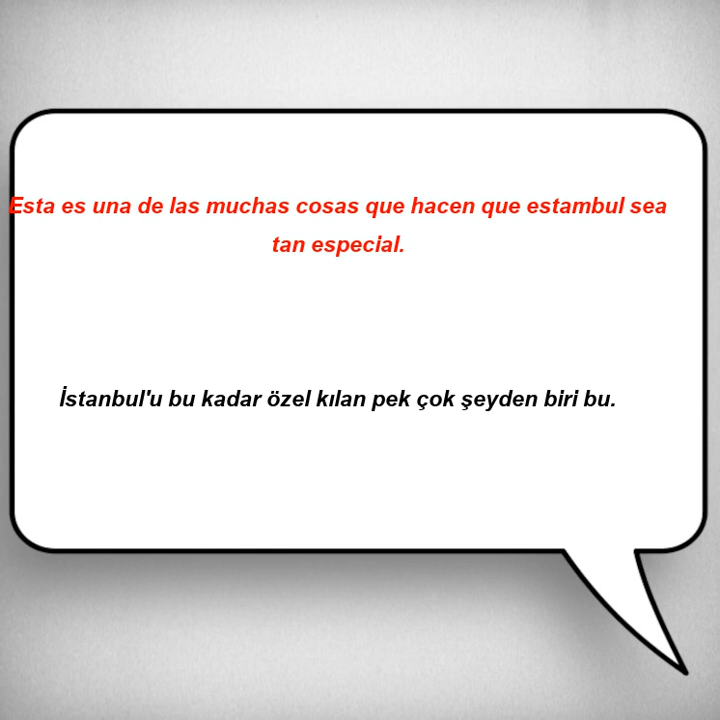 Esta es una de las muchas cosas que hacen que estambul sea
tan especial.
İstanbul'u bu kadar özel kılan pek çok şeyden biri bu.